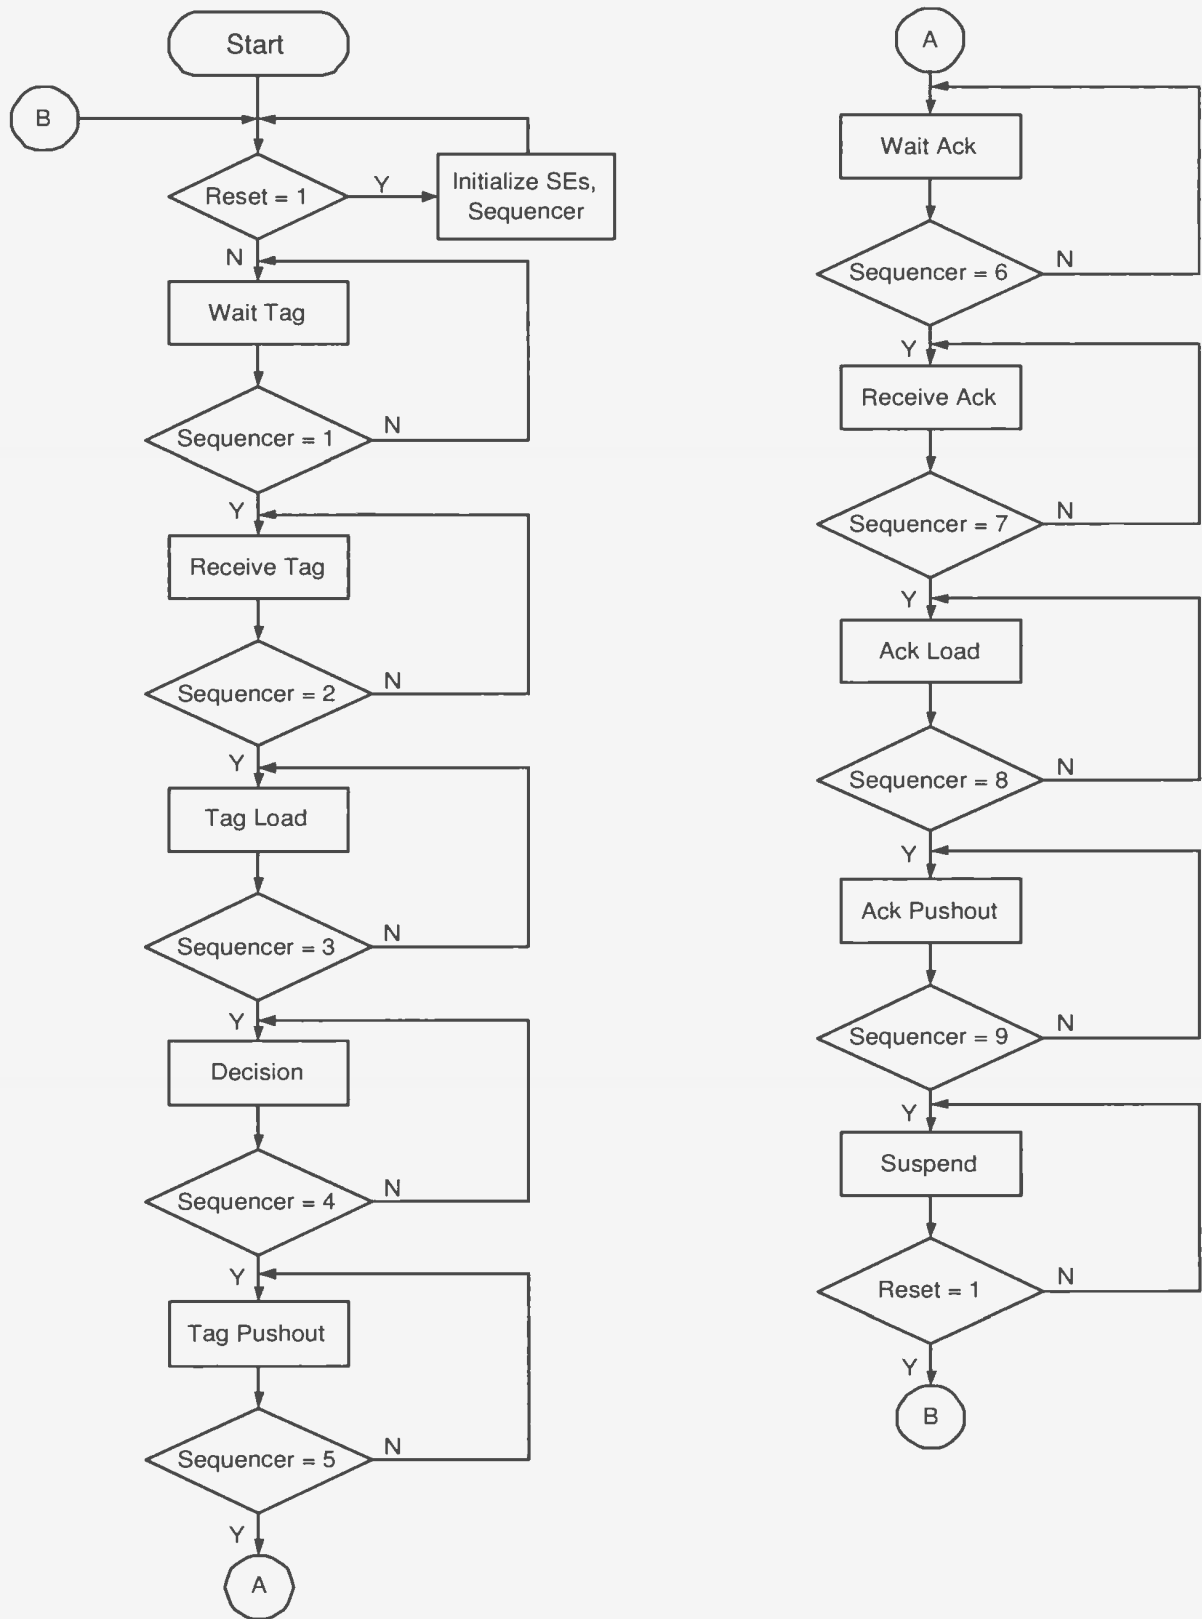 Start
B
Reset = 1
Y
Initialize SEs,
Sequencer
N
Wait Tag
Sequencer = 1
N
Y
Receive Tag
Sequencer = 2
N
Y
Tag Load
Sequencer = 3
N
Y
Decision
Sequencer = 4
N
Y
Tag Pushout
Sequencer = 5
N
Y
A
A
Wait Ack
Sequencer = 6
N
Y
Receive Ack
Sequencer = 7
N
Y
Ack Load
Sequencer = 8
N
Y
Ack Pushout
Sequencer = 9
N
Y
Suspend
Reset = 1
N
Y
B